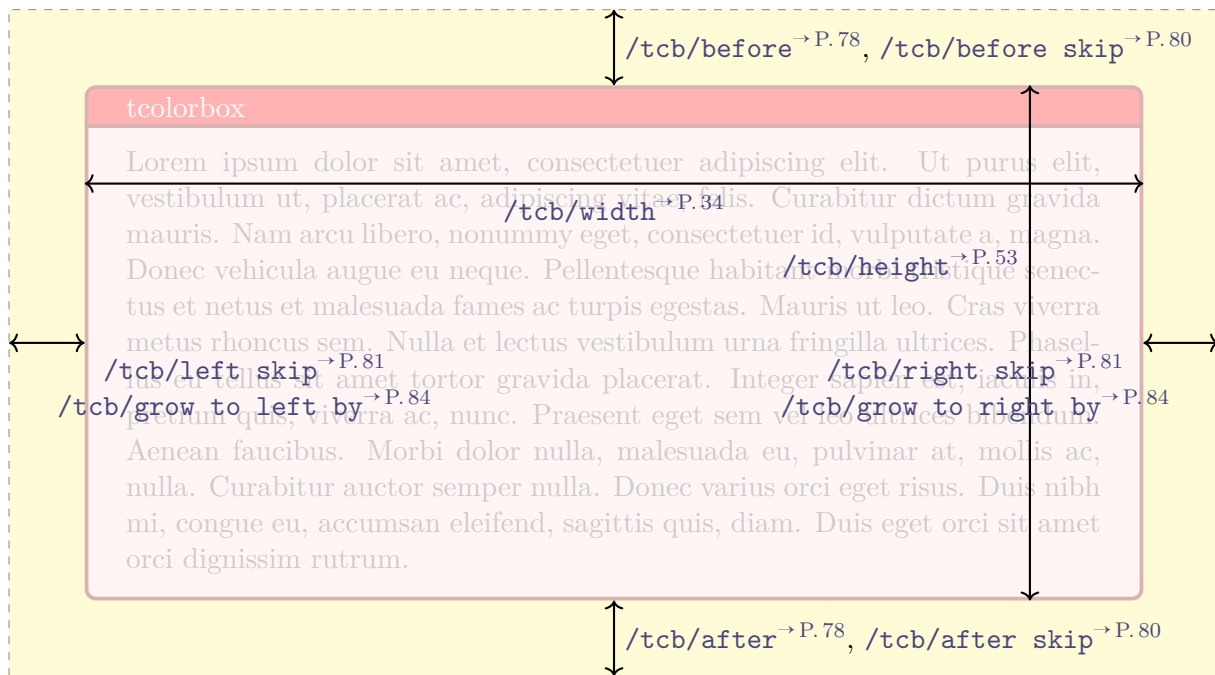 /tcb/before→P. 78, /tcb/before skip→P. 80
tcolorbox
Lorem ipsum dolor sit amet, consectetuer adipiscing elit. Ut purus elit,
vestibulum ut, placerat ac, adipiscing vitae, felis. Curabitur dictum gravida
/tcb/width→P. 34
mauris. Nam arcu libero, nonummy eget, consectetuer id, vulputate a, magna.
Donec vehicula augue eu neque. Pellentesque habitant morbi tristique senec-
/tcb/height→P. 53
tus et netus et malesuada fames ac turpis egestas. Mauris ut leo. Cras viverra
metus rhoncus sem. Nulla et lectus vestibulum urna fringilla ultrices. Phasel-
/tcb/left skip→P. 81
/tcb/right skip→P. 81
lus eu tellus sit amet tortor gravida placerat. Integer sapien est, iaculis in,
/tcb/grow to left by→P. 84
/tcb/grow to right by→P. 84
pretium quis, viverra ac, nunc. Praesent eget sem vel leo ultrices bibendum.
Aenean faucibus. Morbi dolor nulla, malesuada eu, pulvinar at, mollis ac,
nulla. Curabitur auctor semper nulla. Donec varius orci eget risus. Duis nibh
mi, congue eu, accumsan eleifend, sagittis quis, diam. Duis eget orci sit amet
orci dignissim rutrum.
/tcb/after→P. 78, /tcb/after skip→P. 80